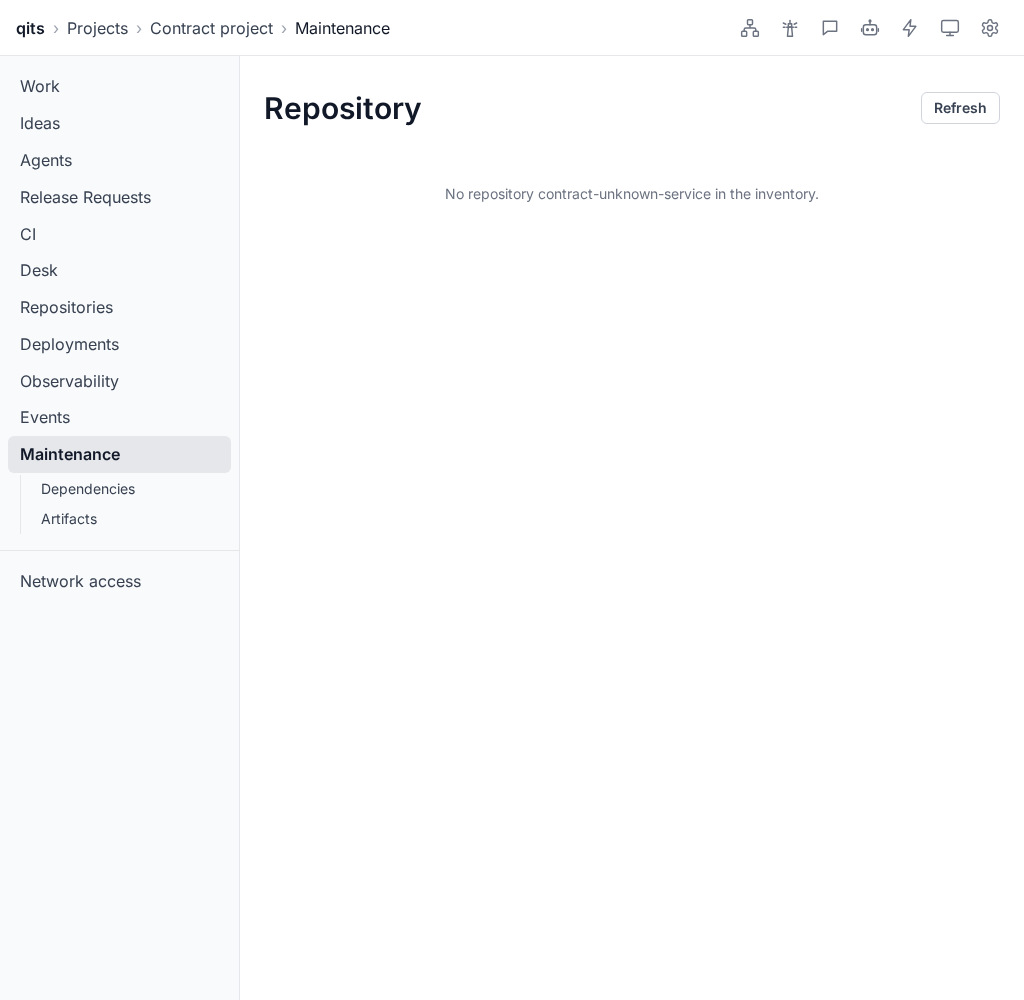 qits › Projects › Contract project › Maintenance
Work
Ideas
Agents
Release Requests
CI
Desk
Repositories
Deployments
Observability
Events
Maintenance
Dependencies
Artifacts
Network access
Repository
Refresh
No repository contract-unknown-service in the inventory.